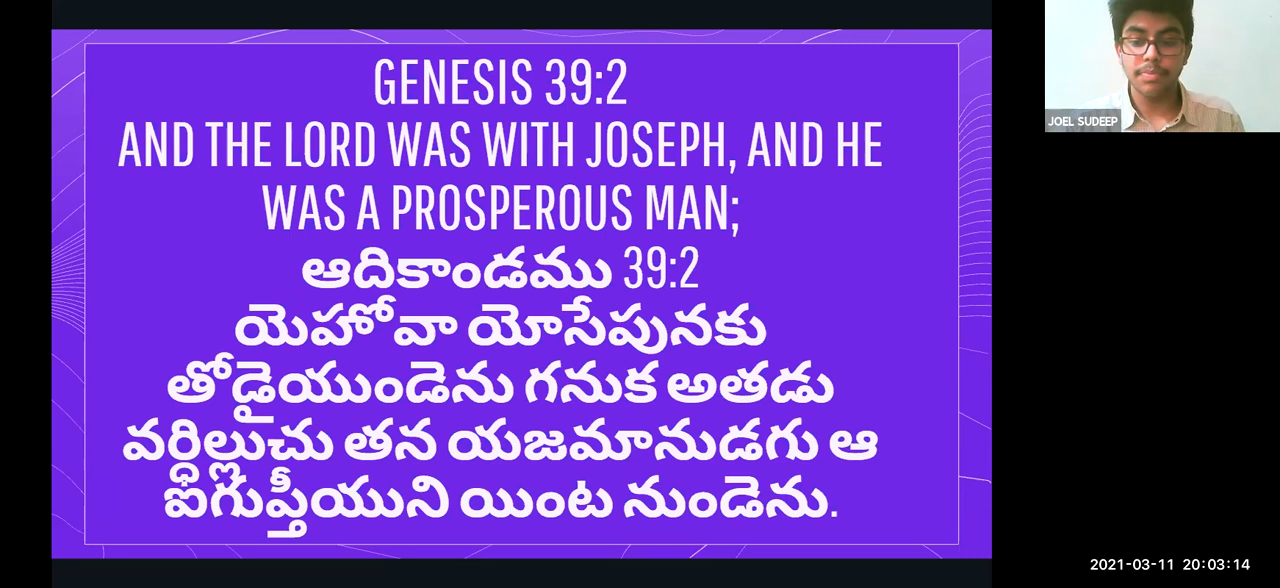 GENESIS 39:2
AND THE LORD WAS WITH JOSEPH, AND HE
WAS A PROSPEROUS MAN;
ఆదికాండము 39:2
యెహోవా యోసేపునకు
తోడైయుండెను గనుక అతడు
వర్ధిల్లుచు తన యజమానుడగు ఆ
ఐగుప్తీయుని యింట నుండెను.
JOEL SUDEEP
2021-03-11 20:03:14